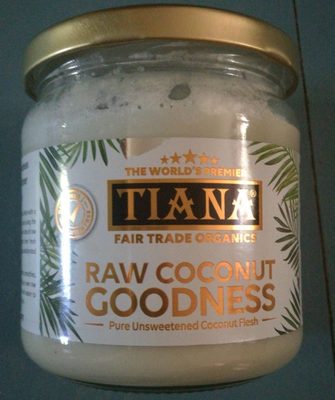 THE WORLD'S PREMIER
TIANA®
FAIR TRADE ORGANICS
RAW COCONUT
GOODNESS
Pure Unsweetened Coconut Flesh